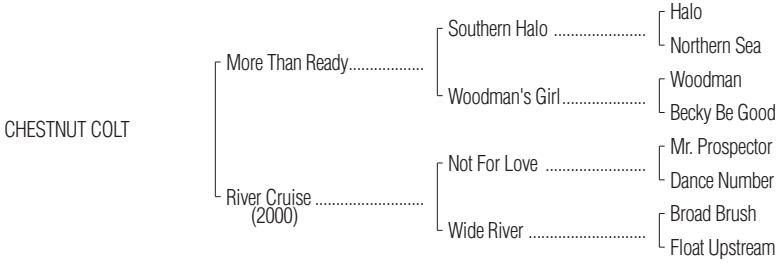 CHESTNUT COLT
More Than Ready..................
River Cruise ..........................
(2000)
Southern Halo ......................
Woodman's Girl....................
Not For Love ........................
Wide River ............................
Halo
Northern Sea
Woodman
Becky Be Good
Mr. Prospector
Dance Number
Broad Brush
Float Upstream